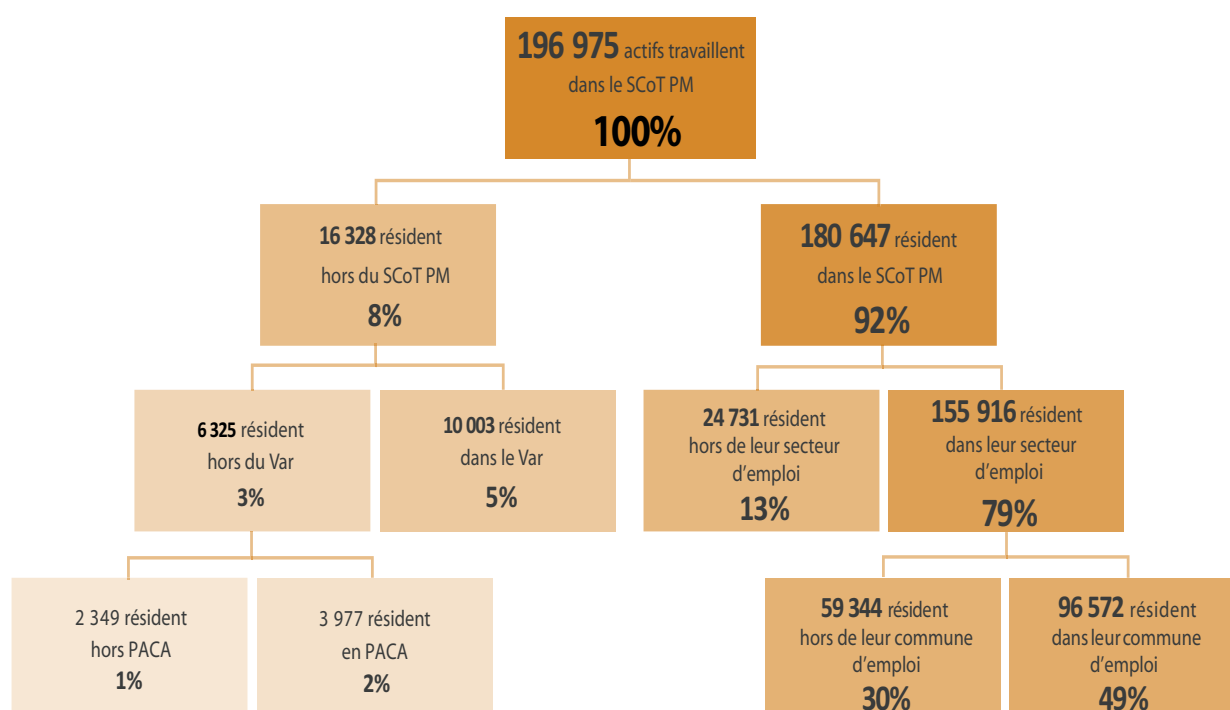 196 975 actifs travaillent
dans le SCoT PM
100%
16 328 résident
hors du SCoT PM
8%
180 647 résident
dans le SCoT PM
92%
6 325 résident
hors du Var
3%
10 003 résident
dans le Var
5%
24 731 résident
hors de leur secteur
d'emploi
13%
155 916 résident
dans leur secteur
d'emploi
79%
2 349 résident
hors PACA
1%
3 977 résident
en PACA
2%
59 344 résident
hors de leur commune
d'emploi
30%
96 572 résident
dans leur commune
d'emploi
49%